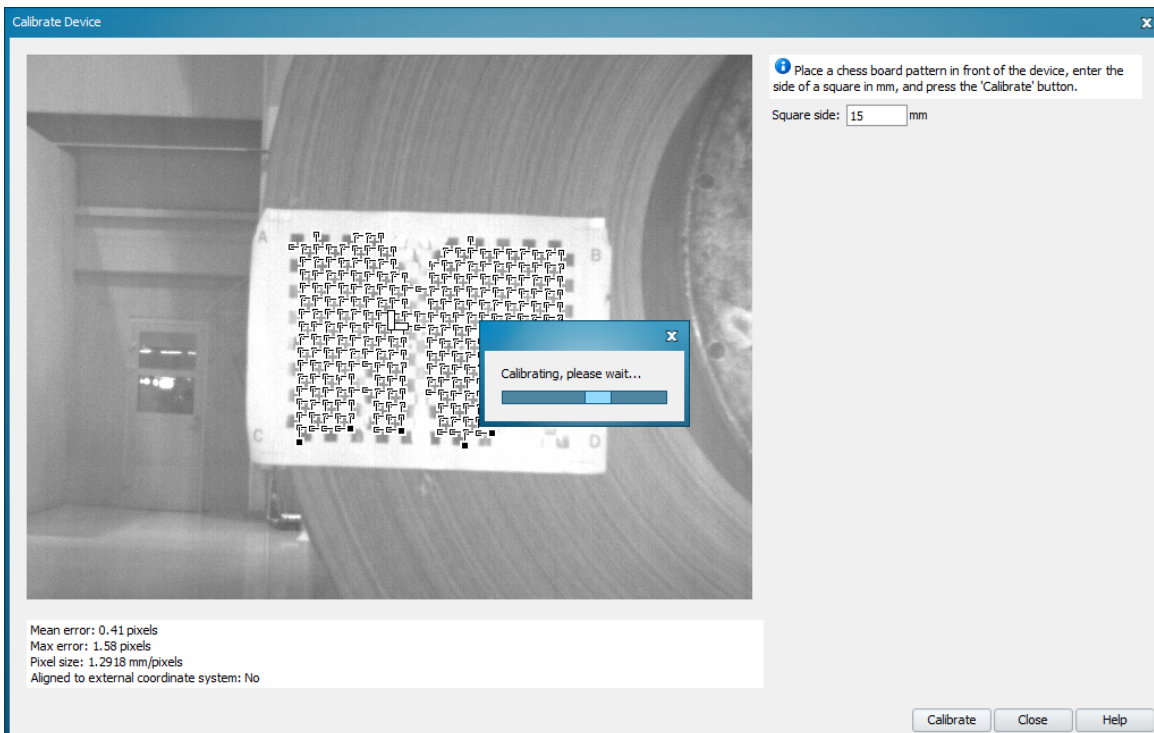 Calibrate Device
Place a chess board pattern in front of the device, enter the
side of a square in mm, and press the 'Calibrate' button.
Square side: 15 mm
A
B
C
D
Calibrating, please wait...
Mean error: 0.41 pixels
Max error: 1.58 pixels
Pixel size: 1.2918 mm/pixels
Aligned to external coordinate system: No
Calibrate Close Help